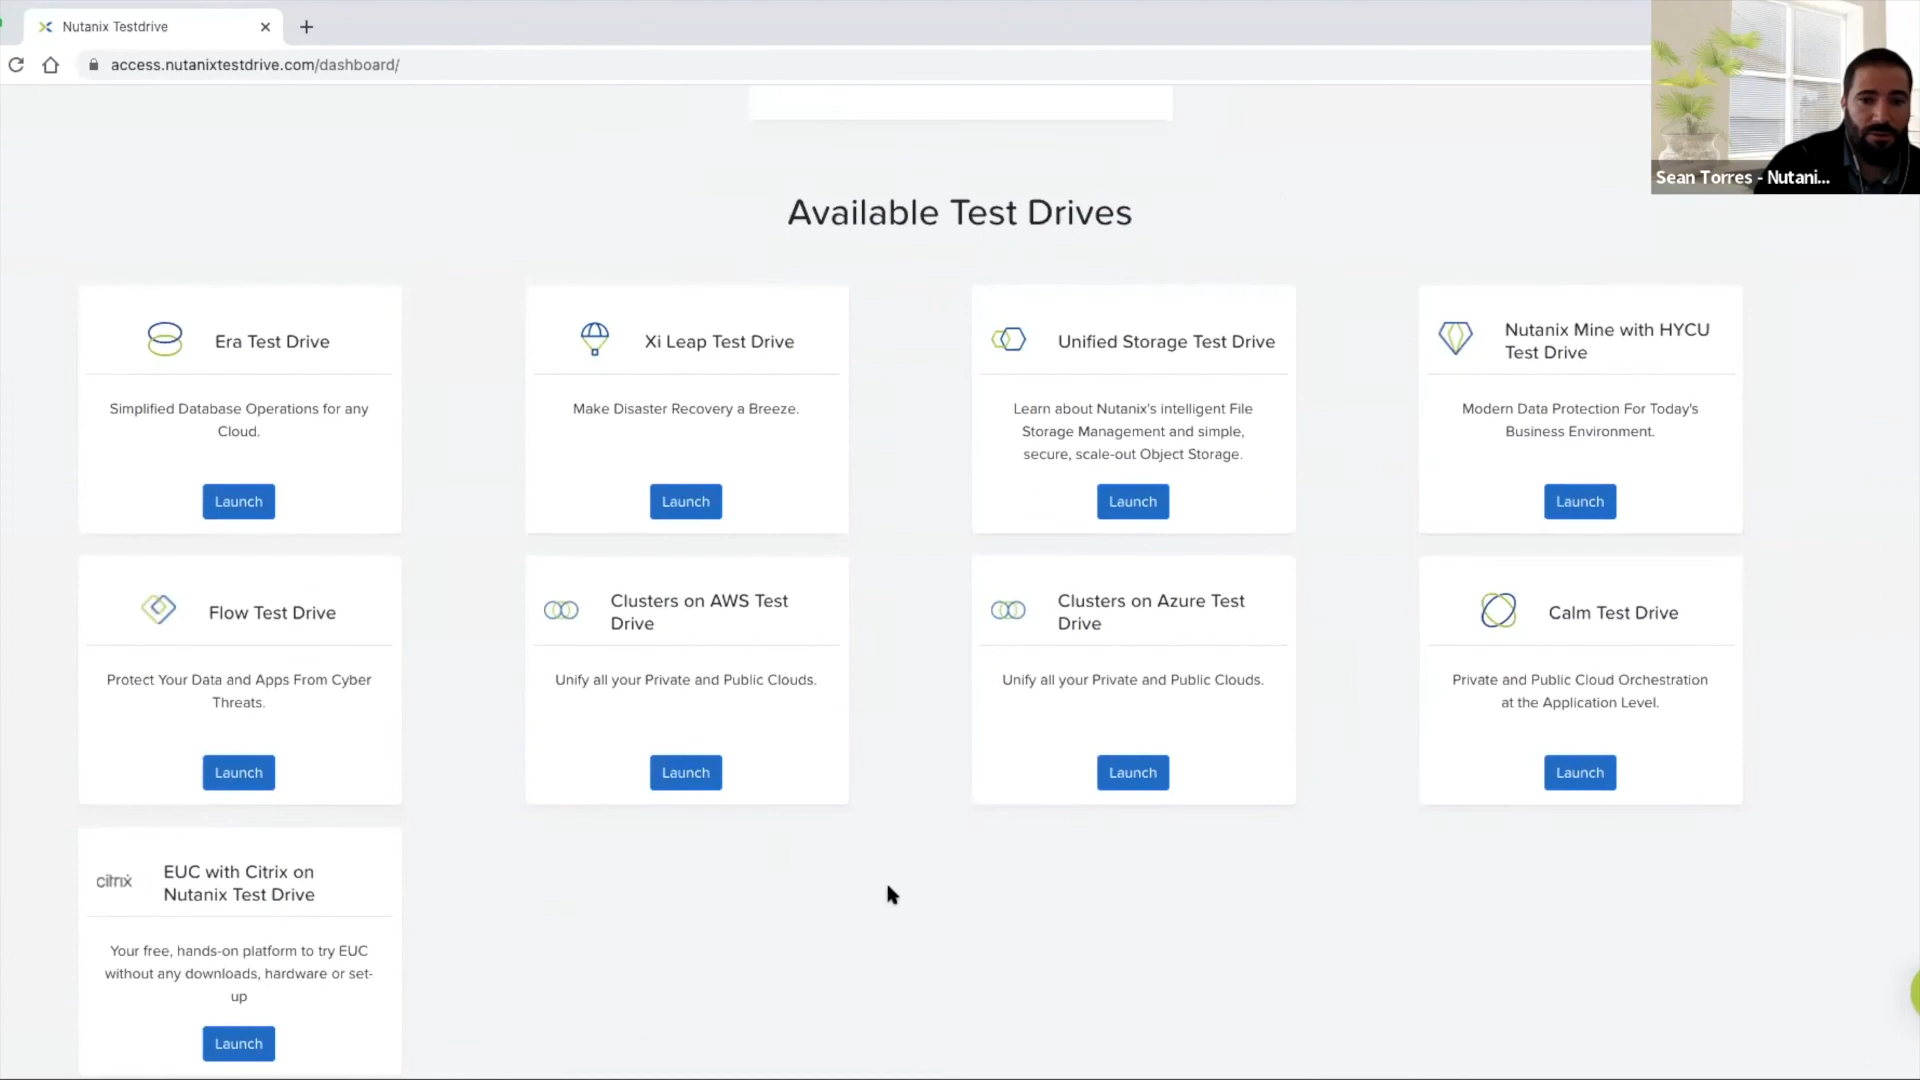 Nutanix Testdrive
access.nutanixtestdrive.com/dashboard/
Sean Torres - Nutani...
Available Test Drives
Era Test Drive
Simplified Database Operations for any
Cloud.
Launch
Xi Leap Test Drive
Make Disaster Recovery a Breeze.
Launch
Unified Storage Test Drive
Learn about Nutanix's intelligent File
Storage Management and simple,
secure, scale-out Object Storage.
Launch
Nutanix Mine with HYCU
Test Drive
Modern Data Protection For Today's
Business Environment.
Launch
Flow Test Drive
Protect Your Data and Apps From Cyber
Threats.
Launch
Clusters on AWS Test
Drive
Unify all your Private and Public Clouds.
Launch
Clusters on Azure Test
Drive
Unify all your Private and Public Clouds.
Launch
Calm Test Drive
Private and Public Cloud Orchestration
at the Application Level.
Launch
citrix
EUC with Citrix on
Nutanix Test Drive
Your free, hands-on platform to try EUC
without any downloads, hardware or set-
up
Launch